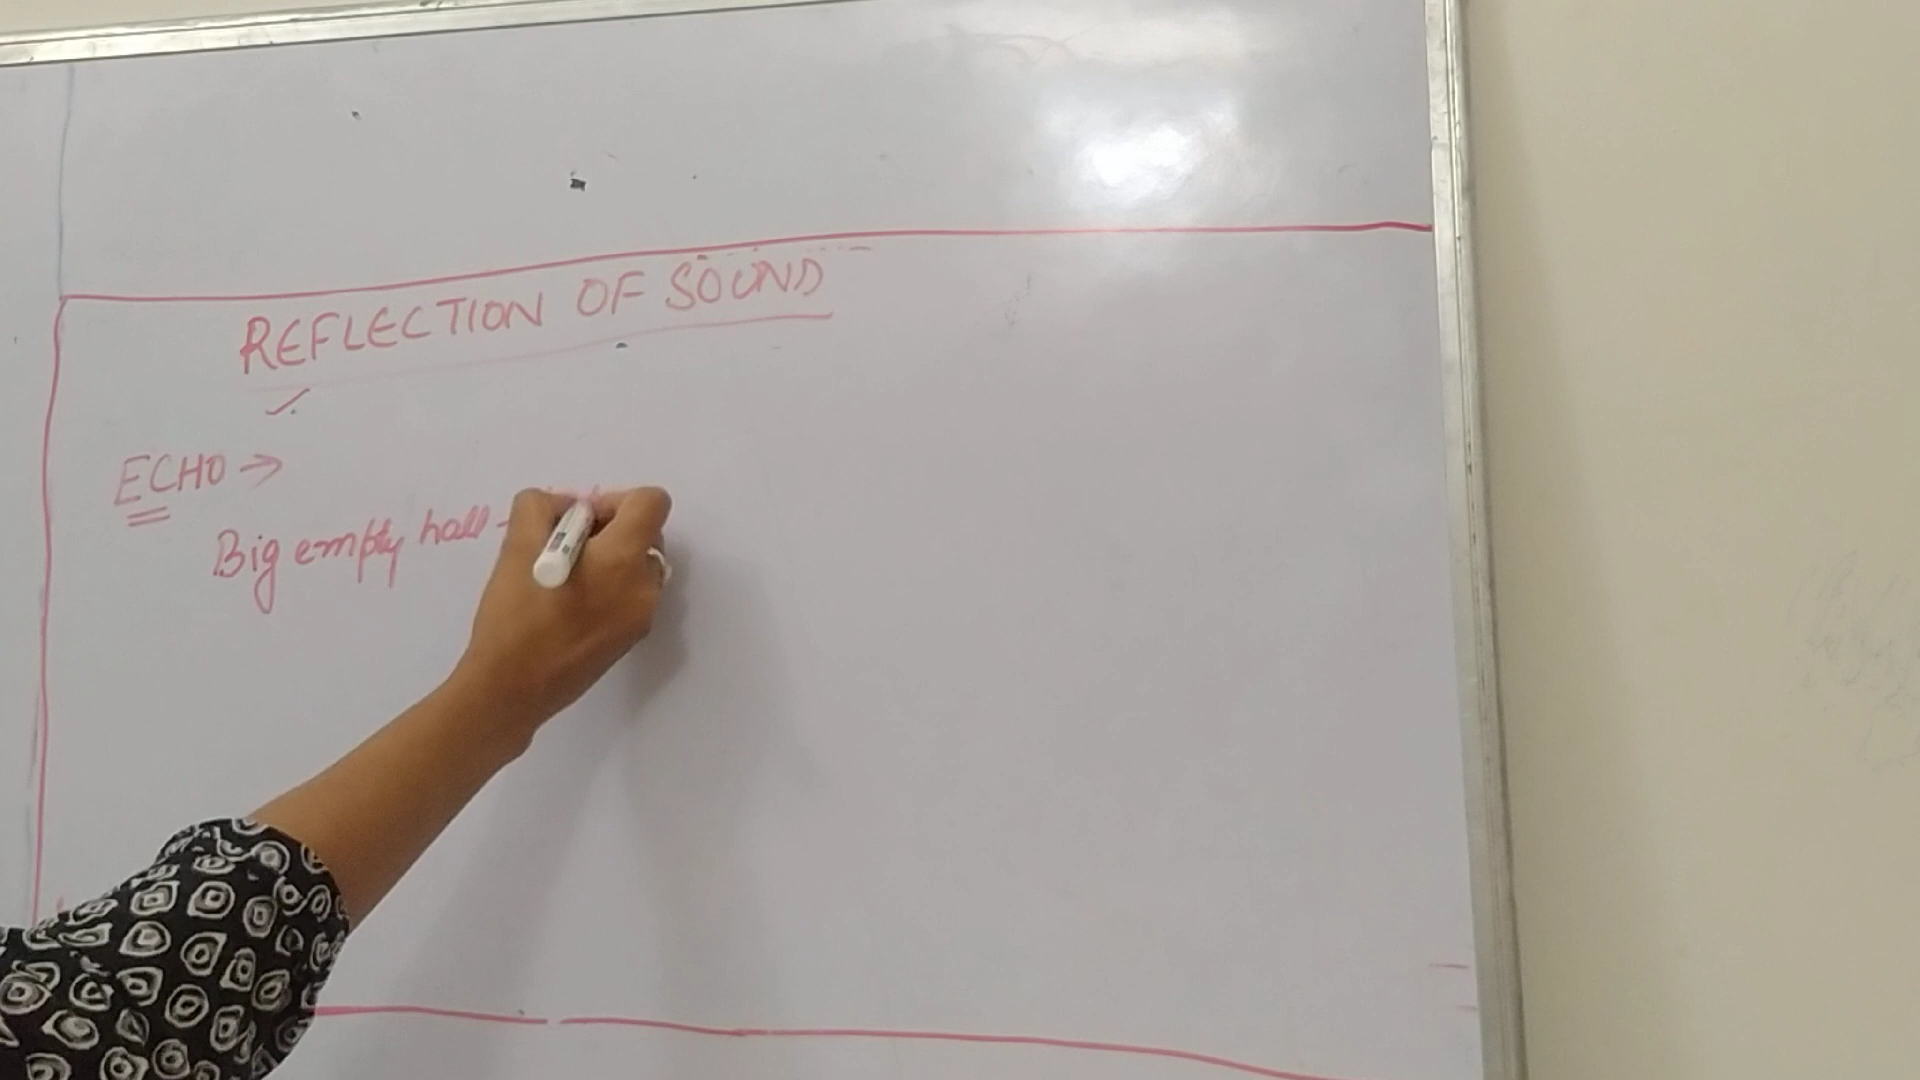 REFLECTION OF SOUND
ECHO →
Big empty hall -